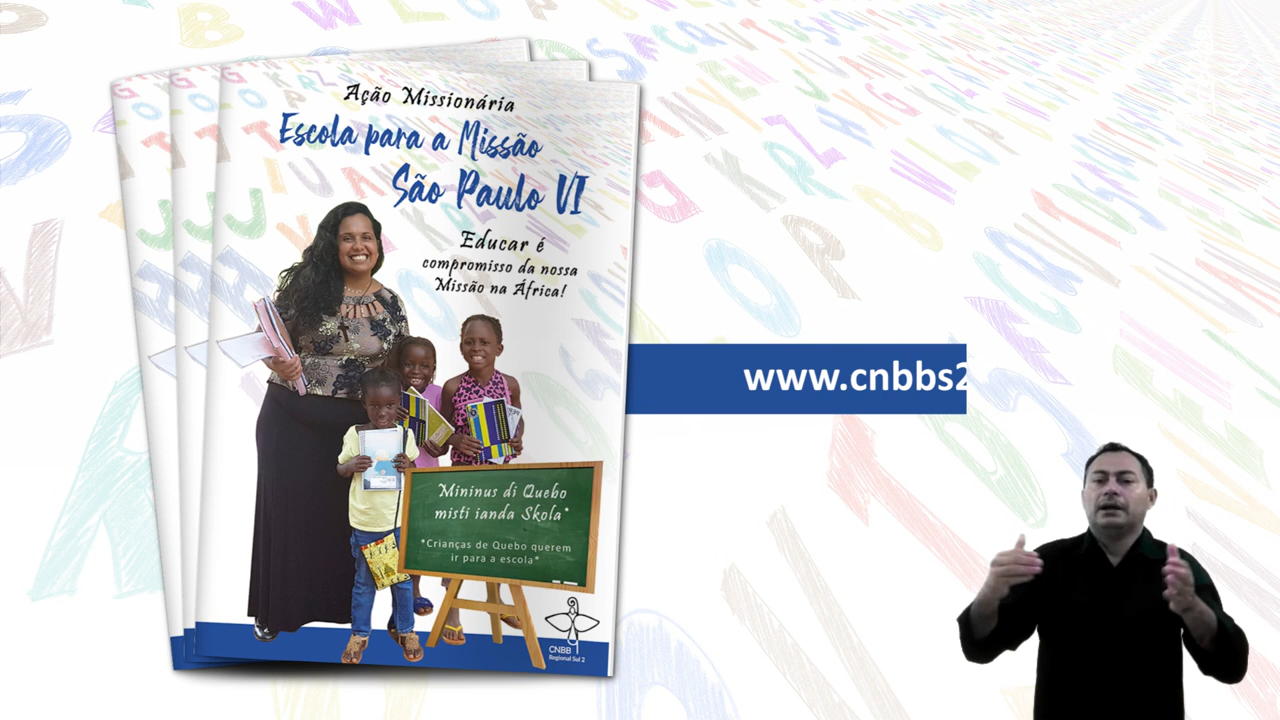 Ação Missionária
Escola para a Missão
São Paulo VI
Educar é
compromisso da nossa
Missão na África!
www.cnbbs2
Mininus di Quebo
misti ianda Skola*
*Crianças de Quebo querem
ir para a escola*
CNBB
Regional Sul 2